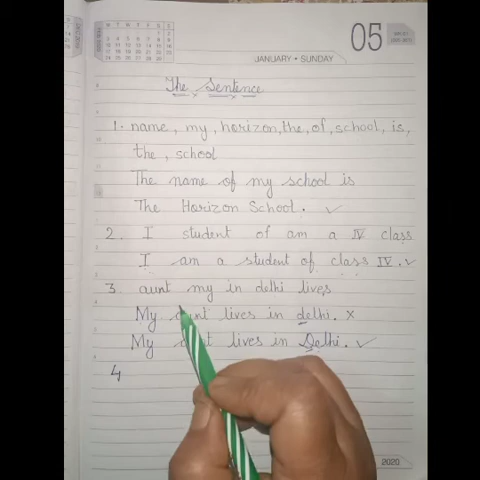 05
JANUARY • SUNDAY
The Sentence
1. name, my, horizon, the, of, school, is,
the, school
The name of my school is
The Horizon School. ✓
2. I student of am a IV class
I am a student of class IV. ✓
3. aunt my in delhi lives
My aunt lives in delhi. x
My lives in Delhi. ✓
4
2020